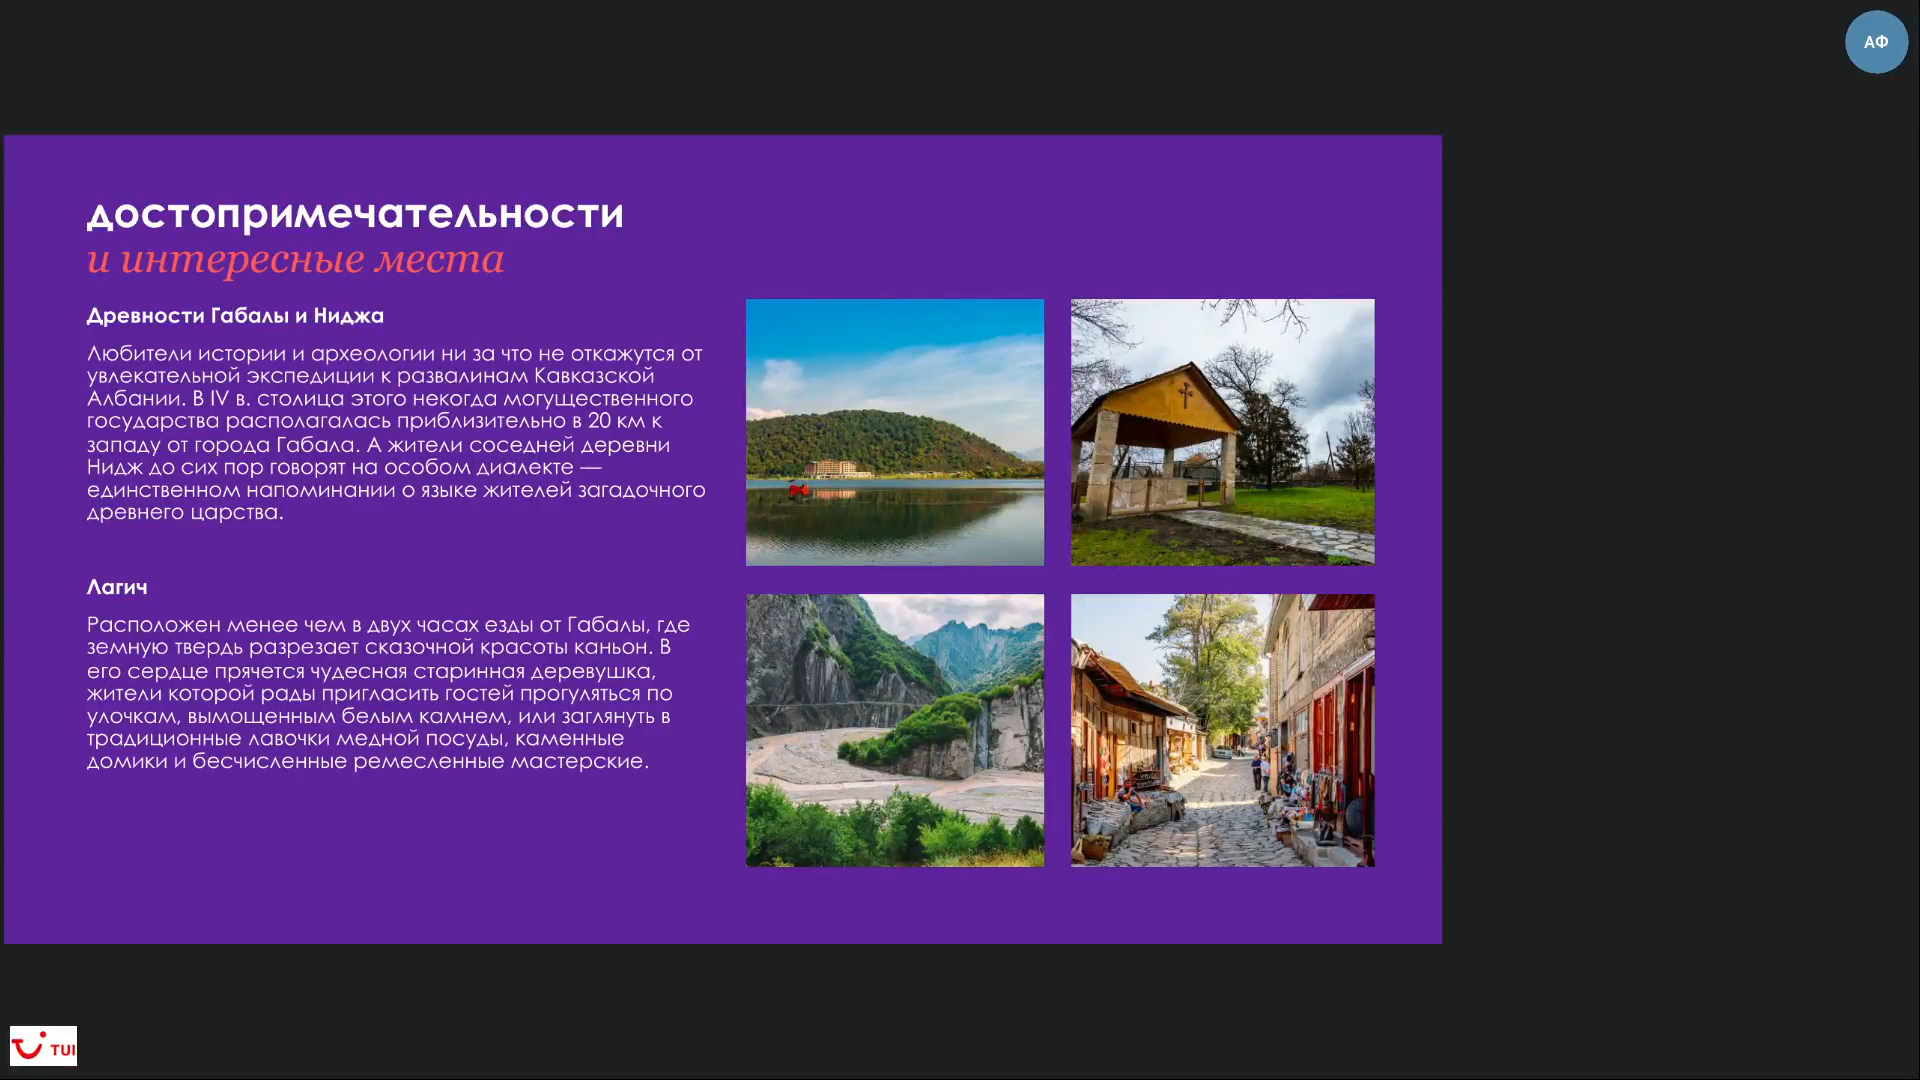 АФ
достопримечательности
и интересные места
Древности Габалы и Ниджа
Любители истории и археологии ни за что не откажутся от
увлекательной экспедиции к развалинам Кавказской
Албании. В IV в. столица этого некогда могущественного
государства располагалась приблизительно в 20 км к
западу от города Габала. А жители соседней деревни
Нидж до сих пор говорят на особом диалекте —
единственном напоминании о языке жителей загадочного
древнего царства.
Лагич
Расположен менее чем в двух часах езды от Габалы, где
земную твердь разрезает сказочной красоты каньон. В
его сердце прячется чудесная старинная деревушка,
жители которой рады пригласить гостей прогуляться по
улочкам, вымощенным белым камнем, или заглянуть в
традиционные лавочки медной посуды, каменные
домики и бесчисленные ремесленные мастерские.
TUI